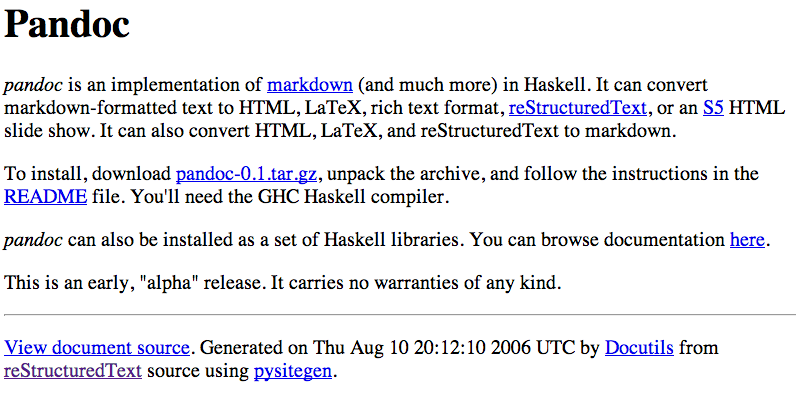 Pandoc
pandoc is an implementation of markdown (and much more) in Haskell. It can convert
markdown-formatted text to HTML, LaTeX, rich text format, reStructuredText, or an S5 HTML
slide show. It can also convert HTML, LaTeX, and reStructuredText to markdown.
To install, download pandoc-0.1.tar.gz, unpack the archive, and follow the instructions in the
README file. You'll need the GHC Haskell compiler.
pandoc can also be installed as a set of Haskell libraries. You can browse documentation here.
This is an early, "alpha" release. It carries no warranties of any kind.
View document source. Generated on Thu Aug 10 20:12:10 2006 UTC by Docutils from
reStructuredText source using pysitegen.